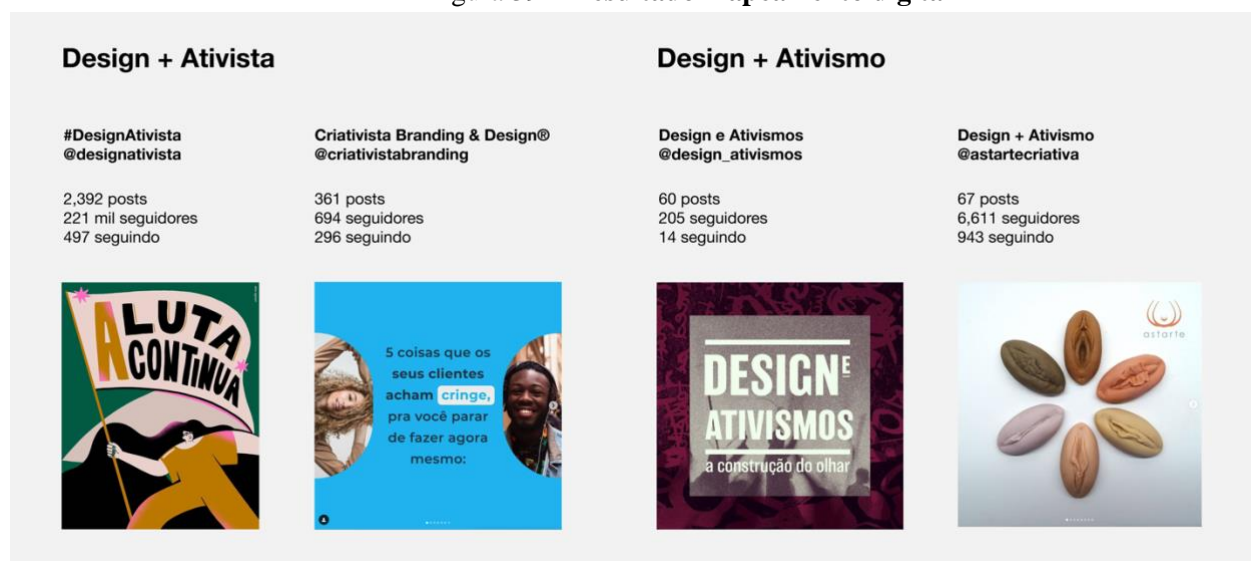 Design + Ativista
#DesignAtivista
@designativista
2,392 posts
221 mil seguidores
497 seguindo
A LUTA
CONTINUA
Criativista Branding & Design®
@criativistabranding
361 posts
694 seguidores
296 seguindo
5 coisas que os
seus clientes
acham cringe,
pra você parar
de fazer agora
mesmo:
Design + Ativismo
Design e Ativismos
@design_ativismos
60 posts
205 seguidores
14 seguindo
DESIGN E
ATIVISMOS
a construção do olhar
Design + Ativismo
@astartecriativa
67 posts
6,611 seguidores
943 seguindo
astarte